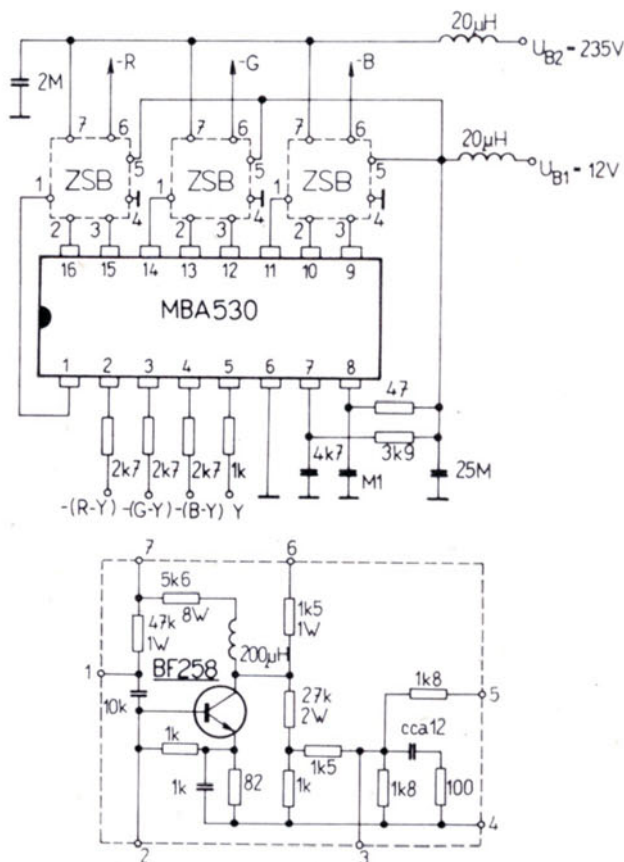 20μH
U_B2 = 235V
-R -G -B
2M
7 6 7 6 7 6
20μH
5 5 5
U_B1 = 12V
1 ZSB 1 ZSB 1 ZSB
4 4 4
2 3 2 3 2 3
16 15 14 13 12 11 10 9
MBA530
1 2 3 4 5 6 7 8
47
3k9
2k7 2k7 2k7 1k 4k7 M1 25M
-(R-Y) -(G-Y) -(B-Y) Y
7 6
5k6
8W
1k5
1W
47k
1W
200μH
1
BF258
27k
2W
1k8
5
10k
cca12
1k
1k5
1k 82 1k 1k8 100
4
2 3